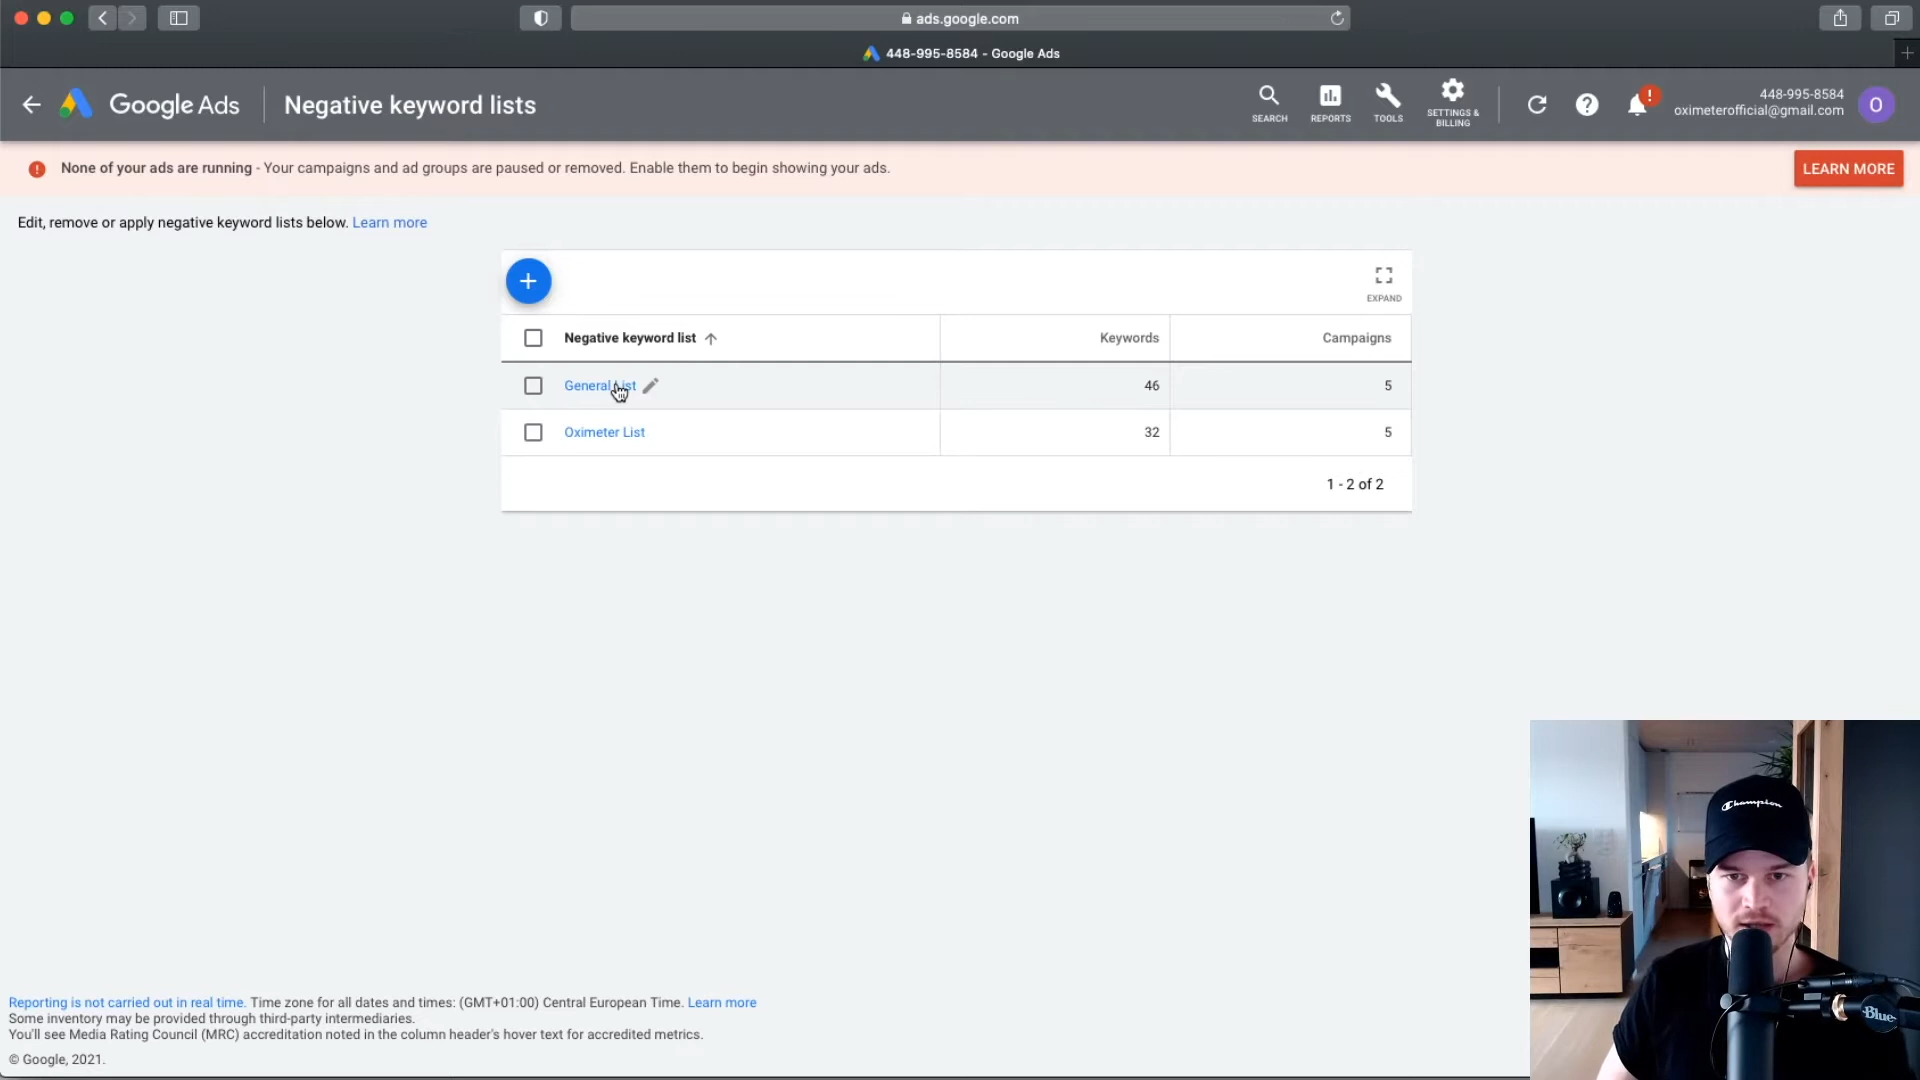 ads.google.com
448-995-8584 - Google Ads
Google Ads
Negative keyword lists
SEARCH
REPORTS
TOOLS
SETTINGS & BILLING
448-995-8584
oximeterofficial@gmail.com
O
None of your ads are running - Your campaigns and ad groups are paused or removed. Enable them to begin showing your ads.
LEARN MORE
Edit, remove or apply negative keyword lists below. Learn more
EXPAND
Negative keyword list Keywords Campaigns
General List 46 5
Oximeter List 32 5
1 - 2 of 2
Reporting is not carried out in real time. Time zone for all dates and times: (GMT+01:00) Central European Time. Learn more
Some inventory may be provided through third-party intermediaries.
You'll see Media Rating Council (MRC) accreditation noted in the column header's hover text for accredited metrics.
© Google, 2021.
Champion
Blue